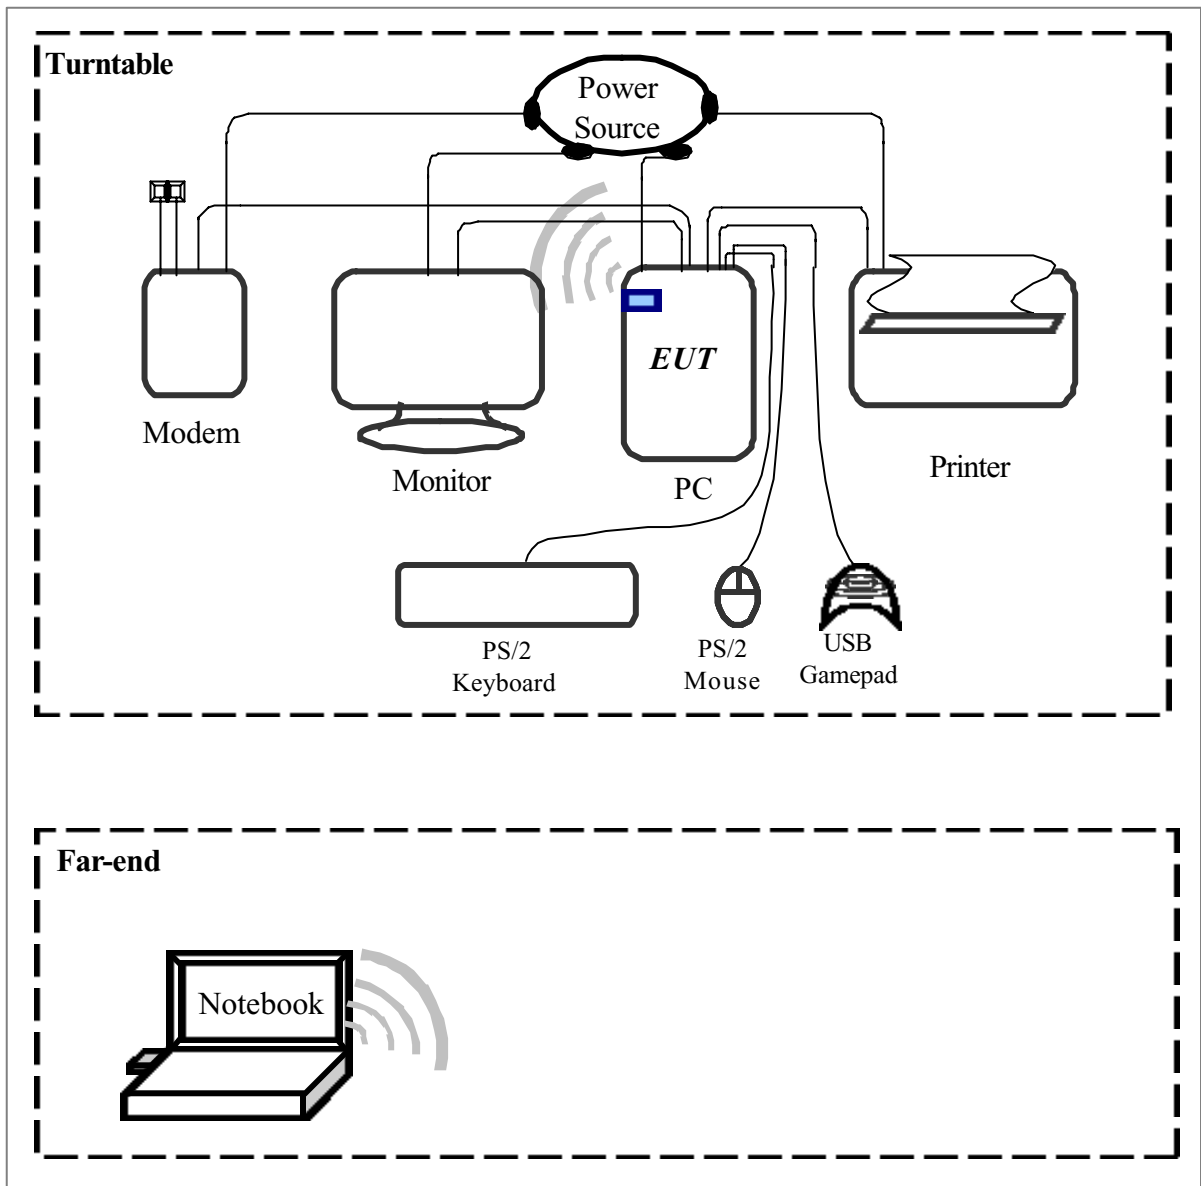 Turntable
Power
Source
EUT
Modem
Monitor
PC
Printer
PS/2
Keyboard
PS/2
Mouse
USB
Gamepad
Far-end
Notebook